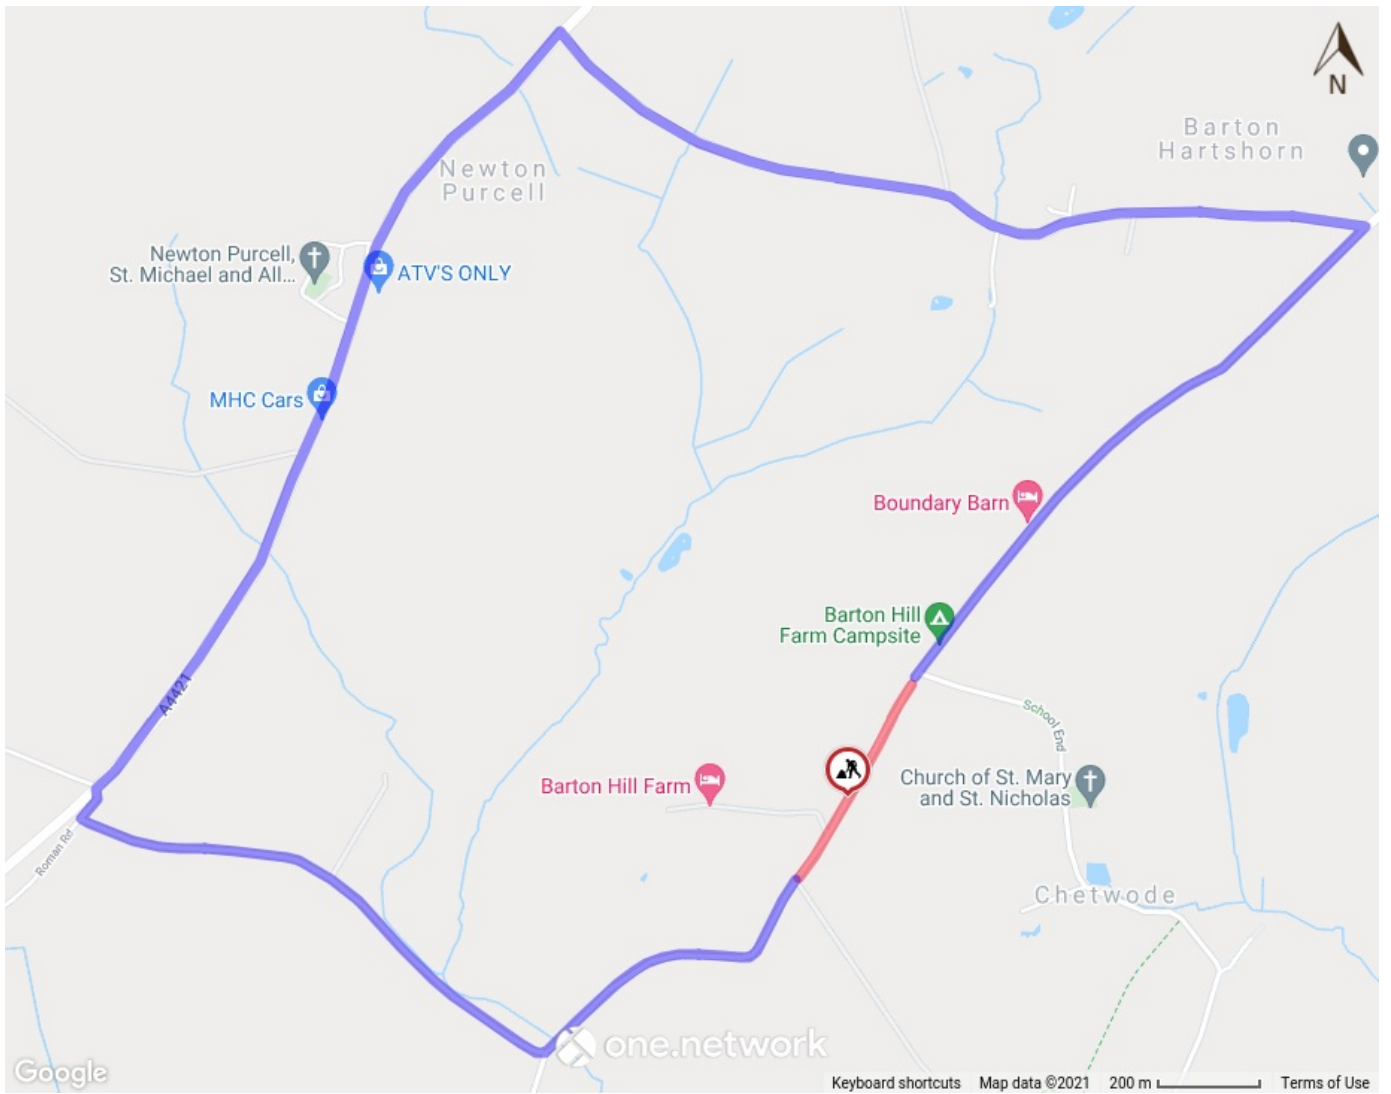 N
Barton
Hartshorn
Newton
Purcell
Newton Purcell,
St. Michael and All...
ATV'S ONLY
MHC Cars
Boundary Barn
Barton Hill
Farm Campsite
A4421
School End
Barton Hill Farm
Church of St. Mary
and St. Nicholas
Roman Rd
Chetwode
one.network
Google
Keyboard shortcuts Map data ©2021 200 m Terms of Use